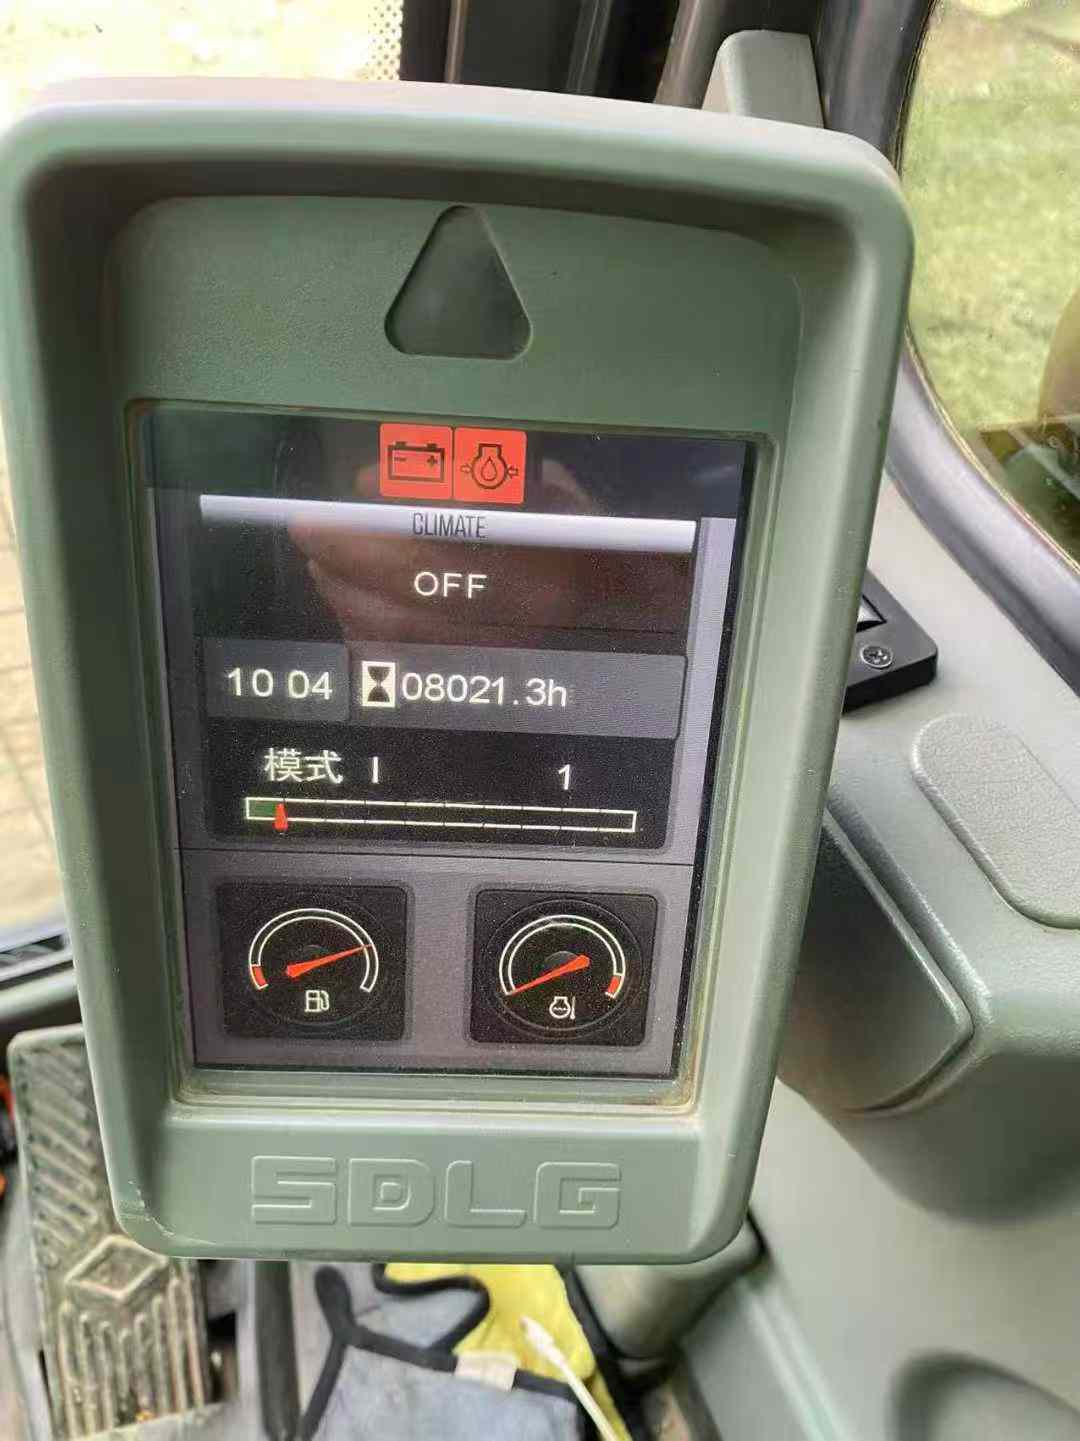 CLIMATE
OFF
10 04 08021.3h
模式 I 1
SDLG